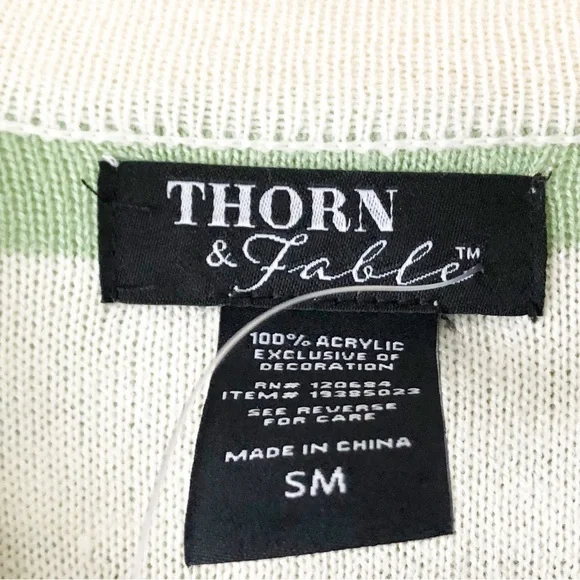 THORN
& Fable™
100% ACRYLIC
EXCLUSIVE OF
DECORATION
RN# 120684
ITEM# 19385023
SEE REVERSE
FOR CARE
MADE IN CHINA
SM